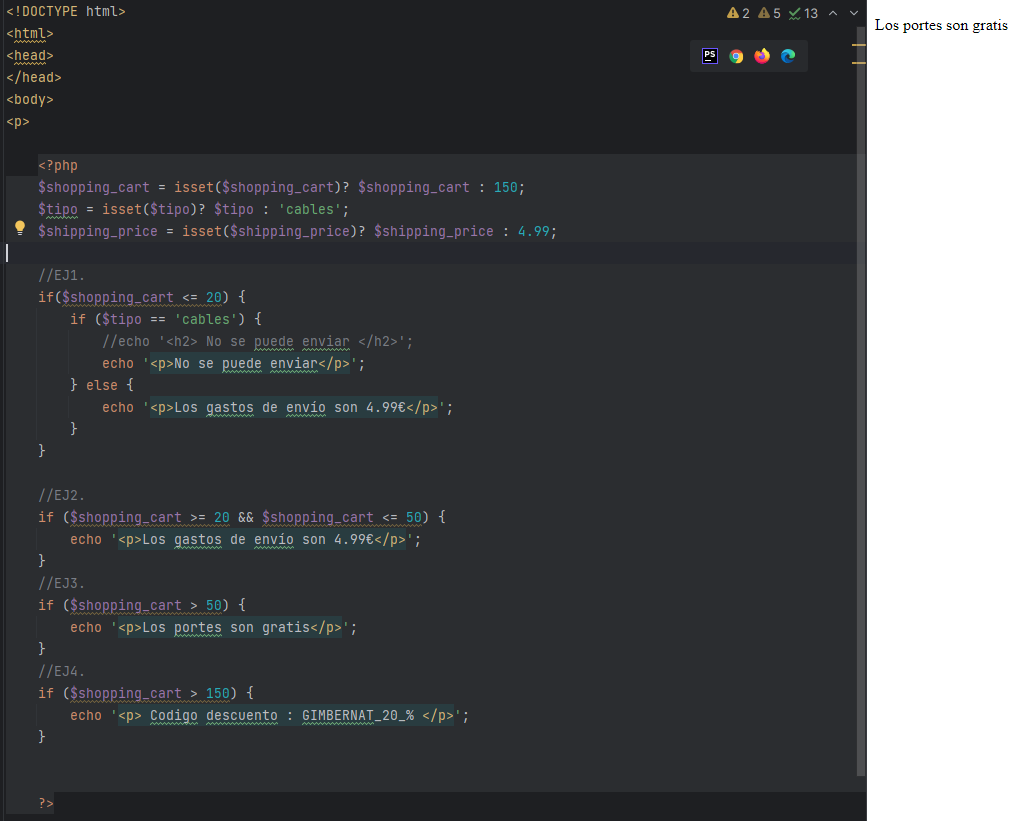 <!DOCTYPE html>
2 5 13
<html>
<head>
PS
</head>
<body>
<p>
<?php
$shopping_cart = isset($shopping_cart)? $shopping_cart : 150;
$tipo = isset($tipo)? $tipo : 'cables';
$shipping_price = isset($shipping_price)? $shipping_price : 4.99;
//EJ1.
if($shopping_cart <= 20) {
if ($tipo == 'cables') {
//echo '<h2> No se puede enviar </h2>';
echo '<p>No se puede enviar</p>';
} else {
echo '<p>Los gastos de envío son 4.99€</p>';
}
}
//EJ2.
if ($shopping_cart >= 20 && $shopping_cart <= 50) {
echo '<p>Los gastos de envío son 4.99€</p>';
}
//EJ3.
if ($shopping_cart > 50) {
echo '<p>Los portes son gratis</p>';
}
//EJ4.
if ($shopping_cart > 150) {
echo '<p> Codigo descuento : GIMBERNAT_20_% </p>';
}
?>
Los portes son gratis